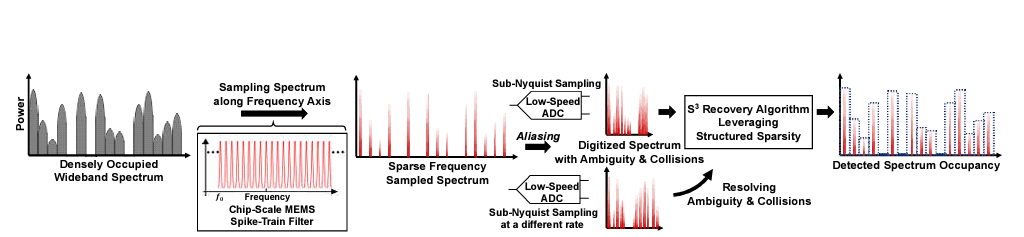 Power
Densely Occupied
Wideband Spectrum
Sampling Spectrum
along Frequency Axis
f₀
Frequency
Chip-Scale MEMS
Spike-Train Filter
Sparse Frequency
Sampled Spectrum
Sub-Nyquist Sampling
Low-Speed
ADC
Aliasing
Digitized Spectrum
with Ambiguity & Collisions
Low-Speed
ADC
Sub-Nyquist Sampling
at a different rate
S³ Recovery Algorithm
Leveraging
Structured Sparsity
Resolving
Ambiguity & Collisions
Detected Spectrum Occupancy